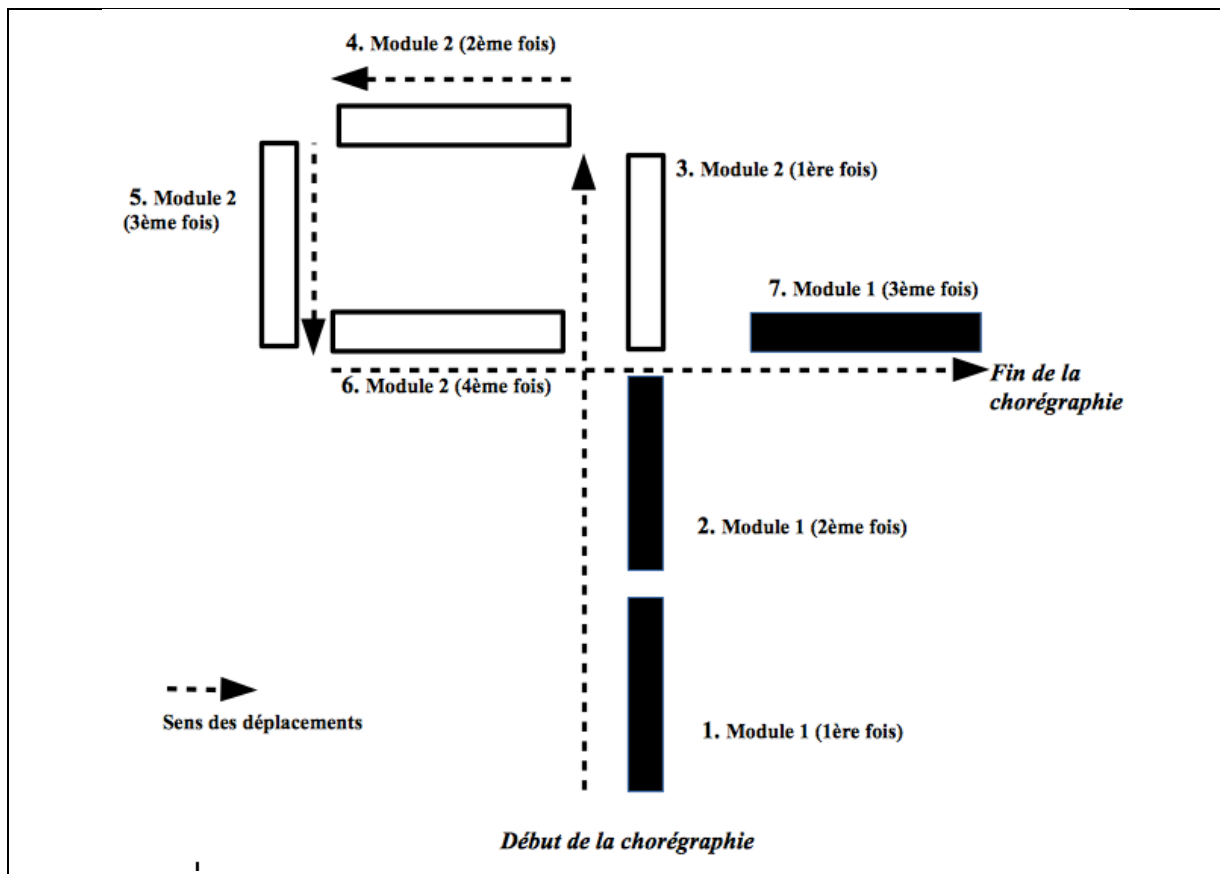 4. Module 2 (2ème fois)
3. Module 2 (1ère fois)
5. Module 2
(3ème fois)
7. Module 1 (3ème fois)
6. Module 2 (4ème fois)
Fin de la
chorégraphie
2. Module 1 (2ème fois)
Sens des déplacements
1. Module 1 (1ère fois)
Début de la chorégraphie